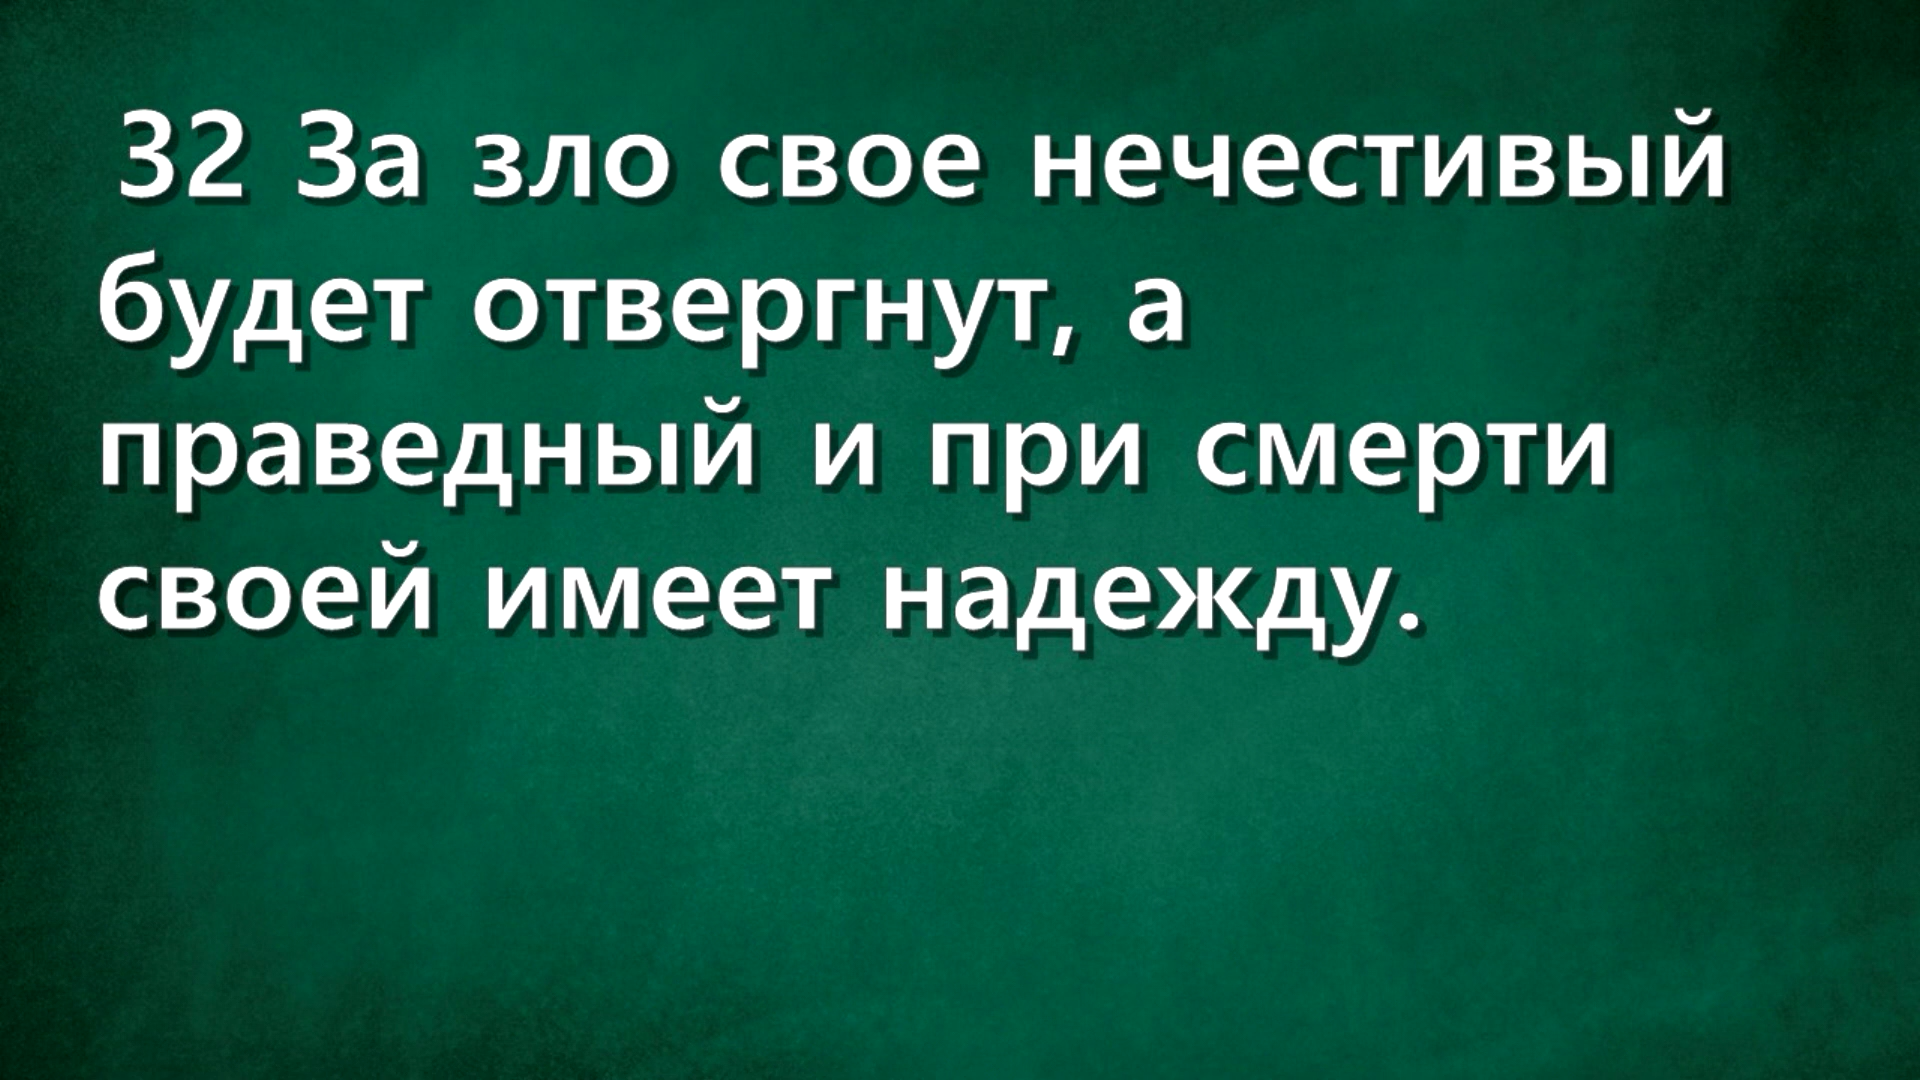 32 За зло свое нечестивый
будет отвергнут, а
праведный и при смерти
своей имеет надежду.